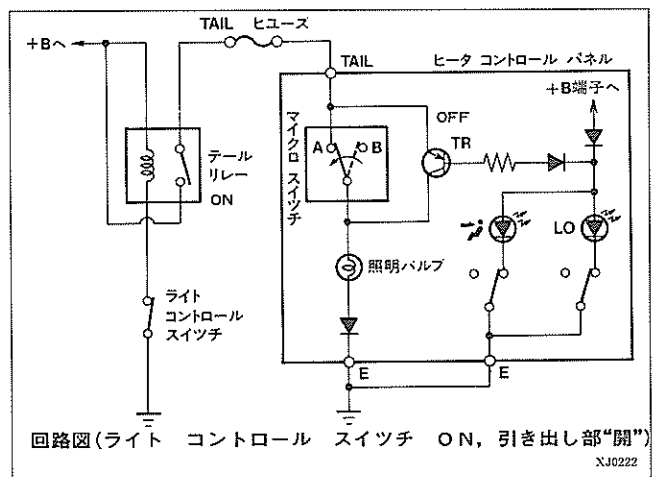 TAIL ヒユーズ
+Bへ
TAIL
ヒータ コントロール パネル
+B端子へ
OFF
TR
マイクロ スイッチ
A
B
テール
リレー
ON
LO
照明バルブ
ライト
コントロール
スイツチ
E
E
回路図(ライト コントロール スイツチ ON, 引き出し部“開”)
XJ0222